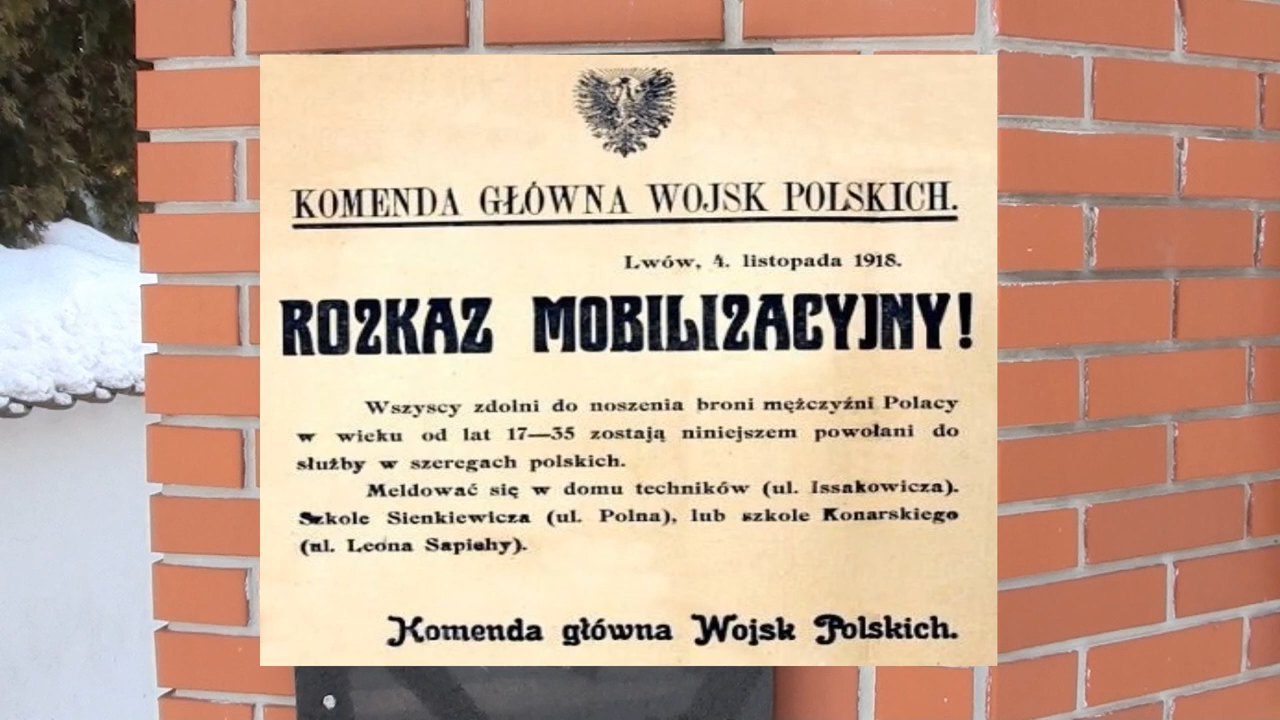 KOMENDA GŁÓWNA WOJSK POLSKICH.
Lwów, 4. listopada 1918.
ROZKAZ MOBILIZACYJNY!
Wszyscy zdolni do noszenia broni mężczyźni Polacy
w wieku od lat 17—35 zostają niniejszem powołani do
służby w szeregach polskich.
Meldować się w domu techników (ul. Issakowicza).
Szkole Sienkiewicza (ul. Polna), lub szkole Konarskiego
(ul. Leona Sapiehy).
Komenda główna Wojsk Polskich.